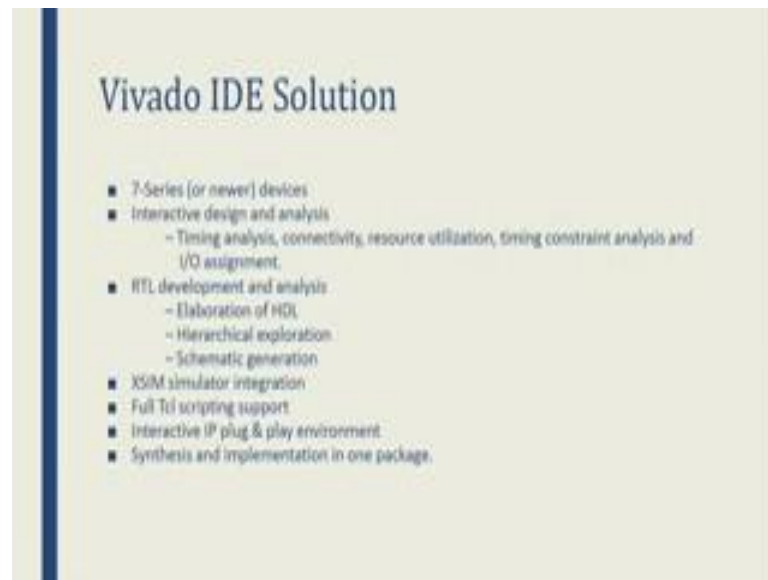 Vivado IDE Solution
■ 7-Series (or newer) devices
■ Interactive design and analysis
– Timing analysis, connectivity, resource utilization, timing constraint analysis and
I/O assignment.
■ RTL development and analysis
– Elaboration of HDL
– Hierarchical exploration
– Schematic generation
■ XSIM simulator integration
■ Full Tcl scripting support
■ Interactive IP plug & play environment
■ Synthesis and implementation in one package.